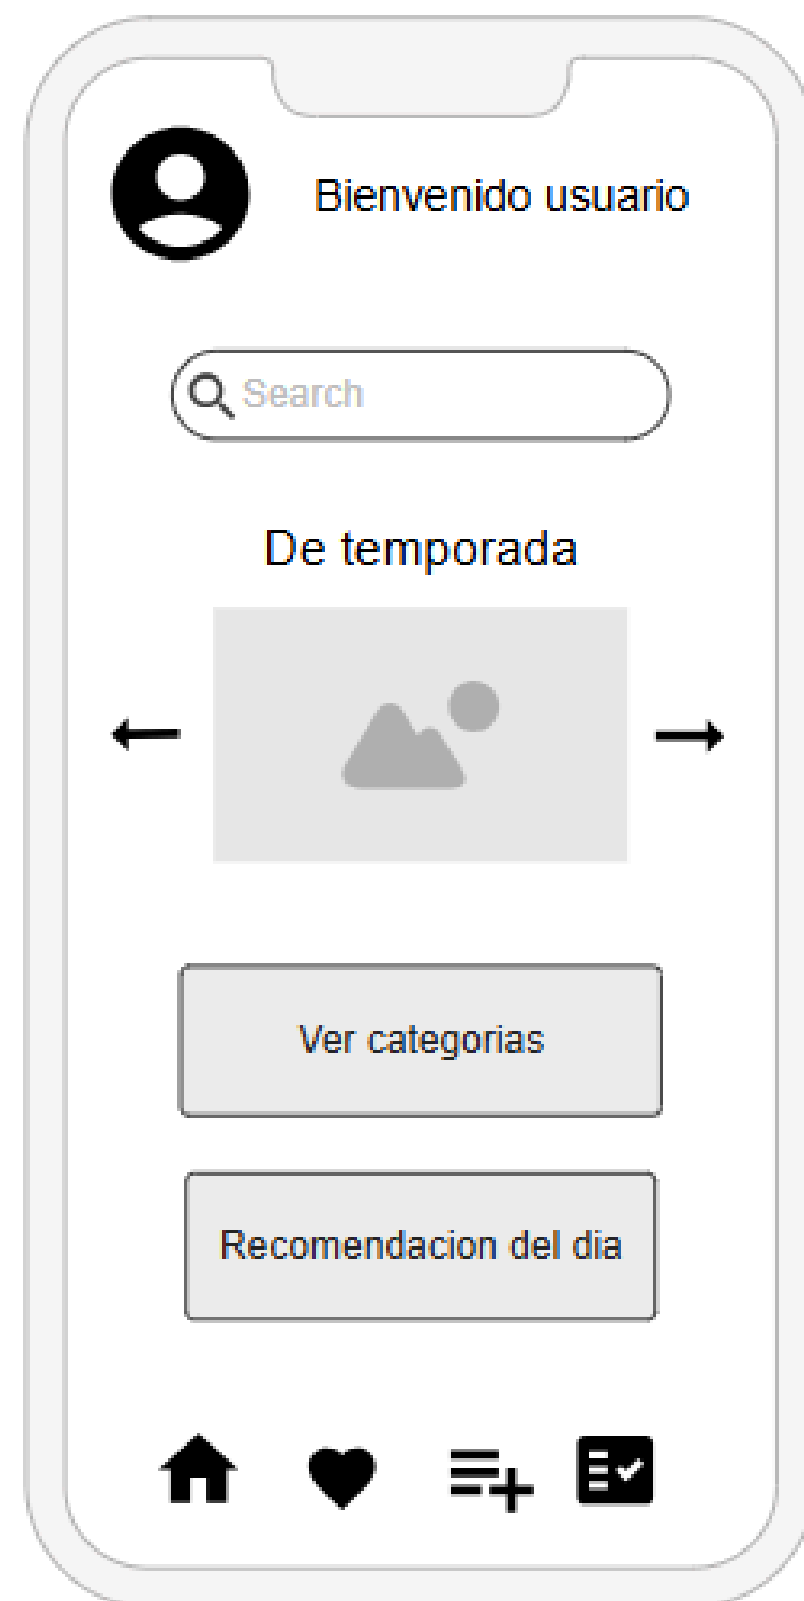 Bienvenido usuario
Search
De temporada
Ver categorias
Recomendacion del dia